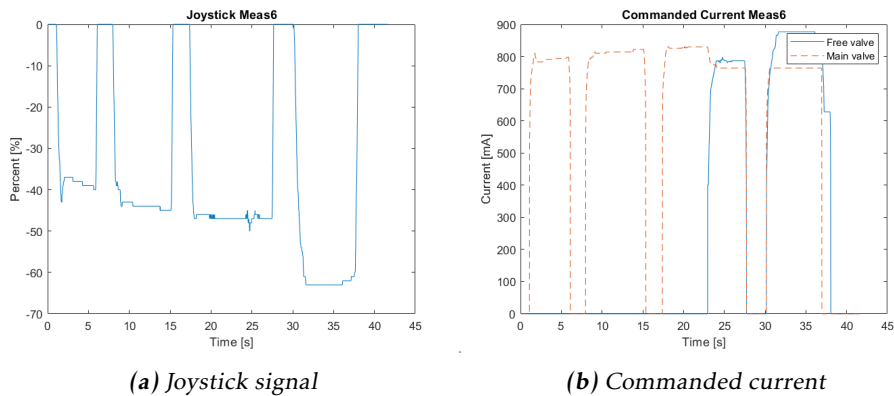 Joystick Meas6
0
-10
-20
-30
-40
-50
-60
-70
Percent [%]
0 5 10 15 20 25 30 35 40 45
Time [s]
(a) Joystick signal
Commanded Current Meas6
900
800
700
600
500
400
300
200
100
0
Current [mA]
Free valve
Main valve
0 5 10 15 20 25 30 35 40 45
Time [s]
(b) Commanded current